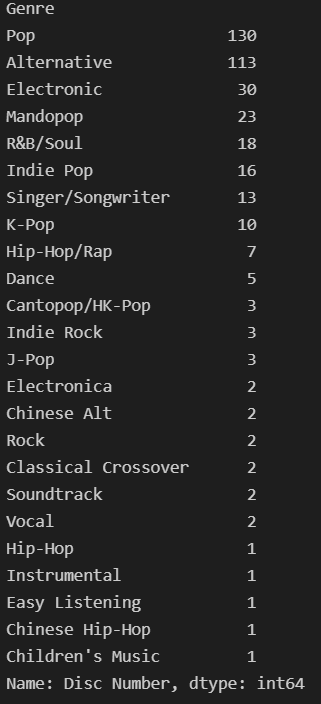 Genre
Pop 130
Alternative 113
Electronic 30
Mandopop 23
R&B/Soul 18
Indie Pop 16
Singer/Songwriter 13
K-Pop 10
Hip-Hop/Rap 7
Dance 5
Cantopop/HK-Pop 3
Indie Rock 3
J-Pop 3
Electronica 2
Chinese Alt 2
Rock 2
Classical Crossover 2
Soundtrack 2
Vocal 2
Hip-Hop 1
Instrumental 1
Easy Listening 1
Chinese Hip-Hop 1
Children's Music 1
Name: Disc Number, dtype: int64